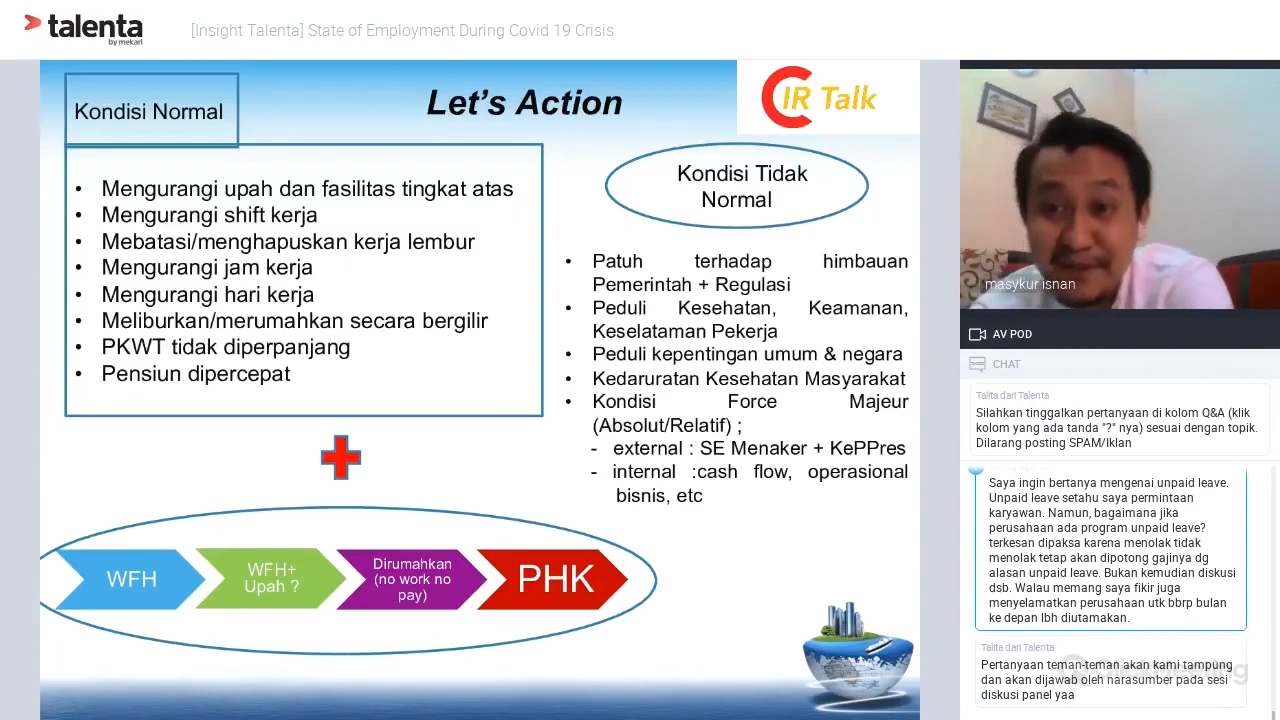 talenta
by mekari
[Insight Talenta] State of Employment During Covid 19 Crisis
Kondisi Normal
Let's Action
IR Talk
• Mengurangi upah dan fasilitas tingkat atas
• Mengurangi shift kerja
• Mebatasi/menghapuskan kerja lembur
• Mengurangi jam kerja
• Mengurangi hari kerja
• Meliburkan/merumahkan secara bergilir
• PKWT tidak diperpanjang
• Pensiun dipercepat
Kondisi Tidak
Normal
• Patuh terhadap himbauan
Pemerintah + Regulasi
• Peduli Kesehatan, Keamanan,
Keselataman Pekerja
• Peduli kepentingan umum & negara
• Kedaruratan Kesehatan Masyarakat
• Kondisi Force Majeur
(Absolut/Relatif) ;
- external : SE Menaker + KePPres
- internal :cash flow, operasional
bisnis, etc
WFH
WFH+
Upah ?
Dirumahkan
(no work no
pay)
PHK
masykur isnan
AV POD
CHAT
Talita dari Talenta
Silahkan tinggalkan pertanyaan di kolom Q&A (klik
kolom yang ada tanda "?" nya) sesuai dengan topik.
Dilarang posting SPAM/Iklan
Saya ingin bertanya mengenai unpaid leave.
Unpaid leave setahu saya permintaan
karyawan. Namun, bagaimana jika
perusahaan ada program unpaid leave?
terkesan dipaksa karena menolak tidak
menolak tetap akan dipotong gajinya dg
alasan unpaid leave. Bukan kemudian diskusi
dsb. Walau memang saya fikir juga
menyelamatkan perusahaan utk bbrp bulan
ke depan lbh diutamakan.
Talita dari Talenta
Pertanyaan teman-teman akan kami tampung
dan akan dijawab oleh narasumber pada sesi
diskusi panel yaa